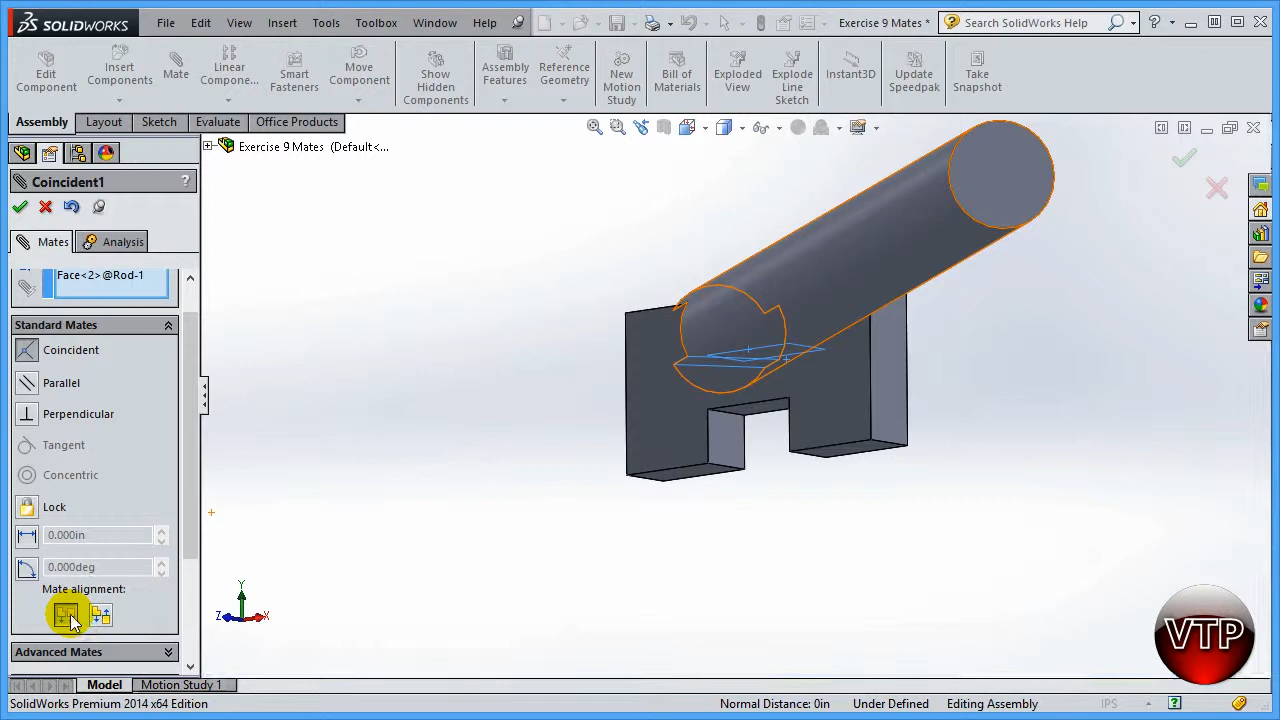 SOLIDWORKS File Edit View Insert Tools Toolbox Window Help Exercise 9 Mates * Search SolidWorks Help
Edit Component
Insert Components
Mate
Linear Compone...
Smart Fasteners
Move Component
Show Hidden Components
Assembly Features
Reference Geometry
New Motion Study
Bill of Materials
Exploded View
Explode Line Sketch
Instant3D
Update Speedpak
Take Snapshot
Assembly Layout Sketch Evaluate Office Products
Exercise 9 Mates (Default<...
Coincident1 ?
Mates Analysis
Face<2>@Rod-1
Standard Mates
Coincident
Parallel
Perpendicular
Tangent
Concentric
Lock
0.000in
0.000deg
Mate alignment:
Advanced Mates
Y
Z X
VTP
Model Motion Study 1
SolidWorks Premium 2014 x64 Edition Normal Distance: 0in Under Defined Editing Assembly IPS